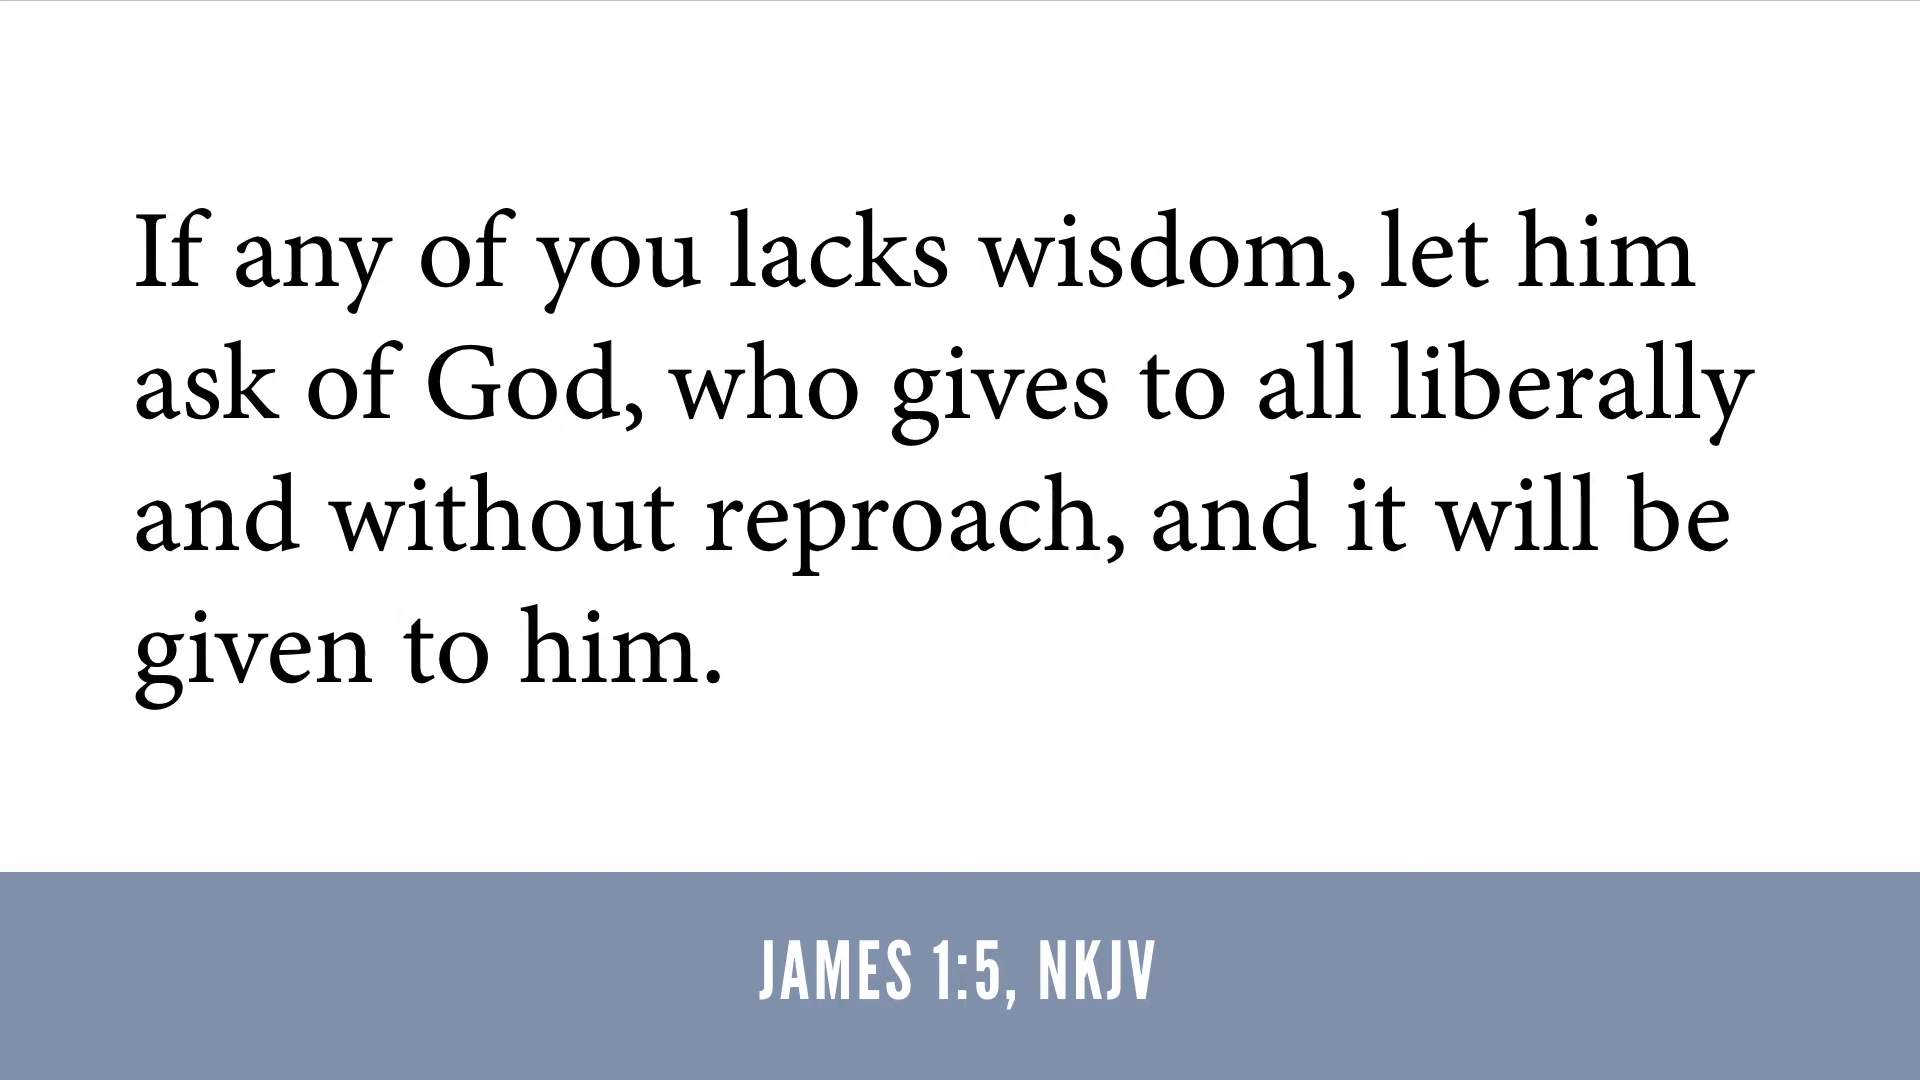 If any of you lacks wisdom, let him
ask of God, who gives to all liberally
and without reproach, and it will be
given to him.
JAMES 1:5, NKJV